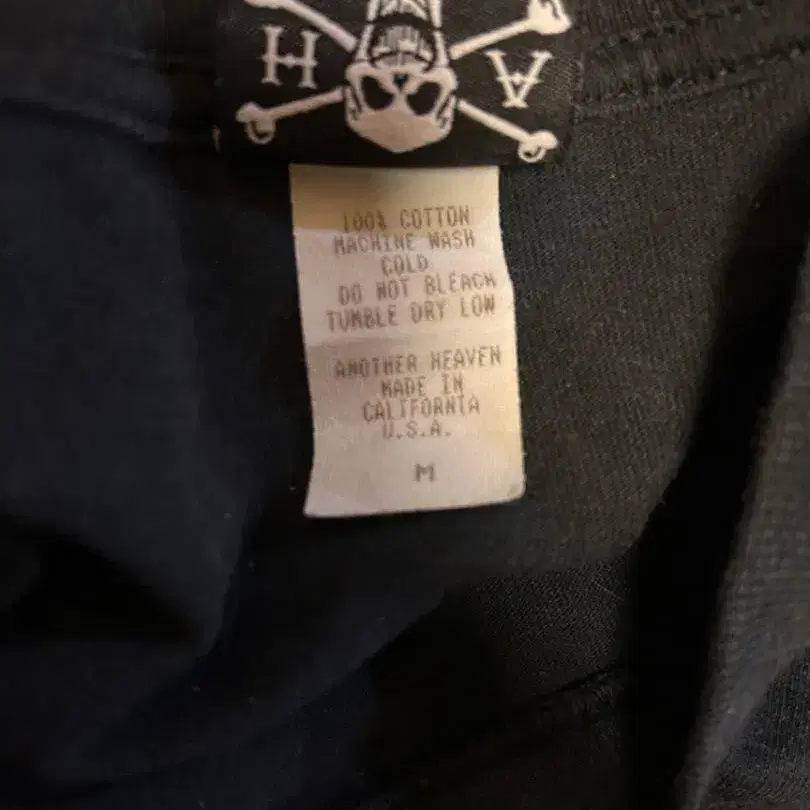 H A
100% COTTON
MACHINE WASH
COLD
DO NOT BLEACH
TUMBLE DRY LOW
ANOTHER HEAVEN
MADE IN
CALIFORNIA
U.S.A.
M